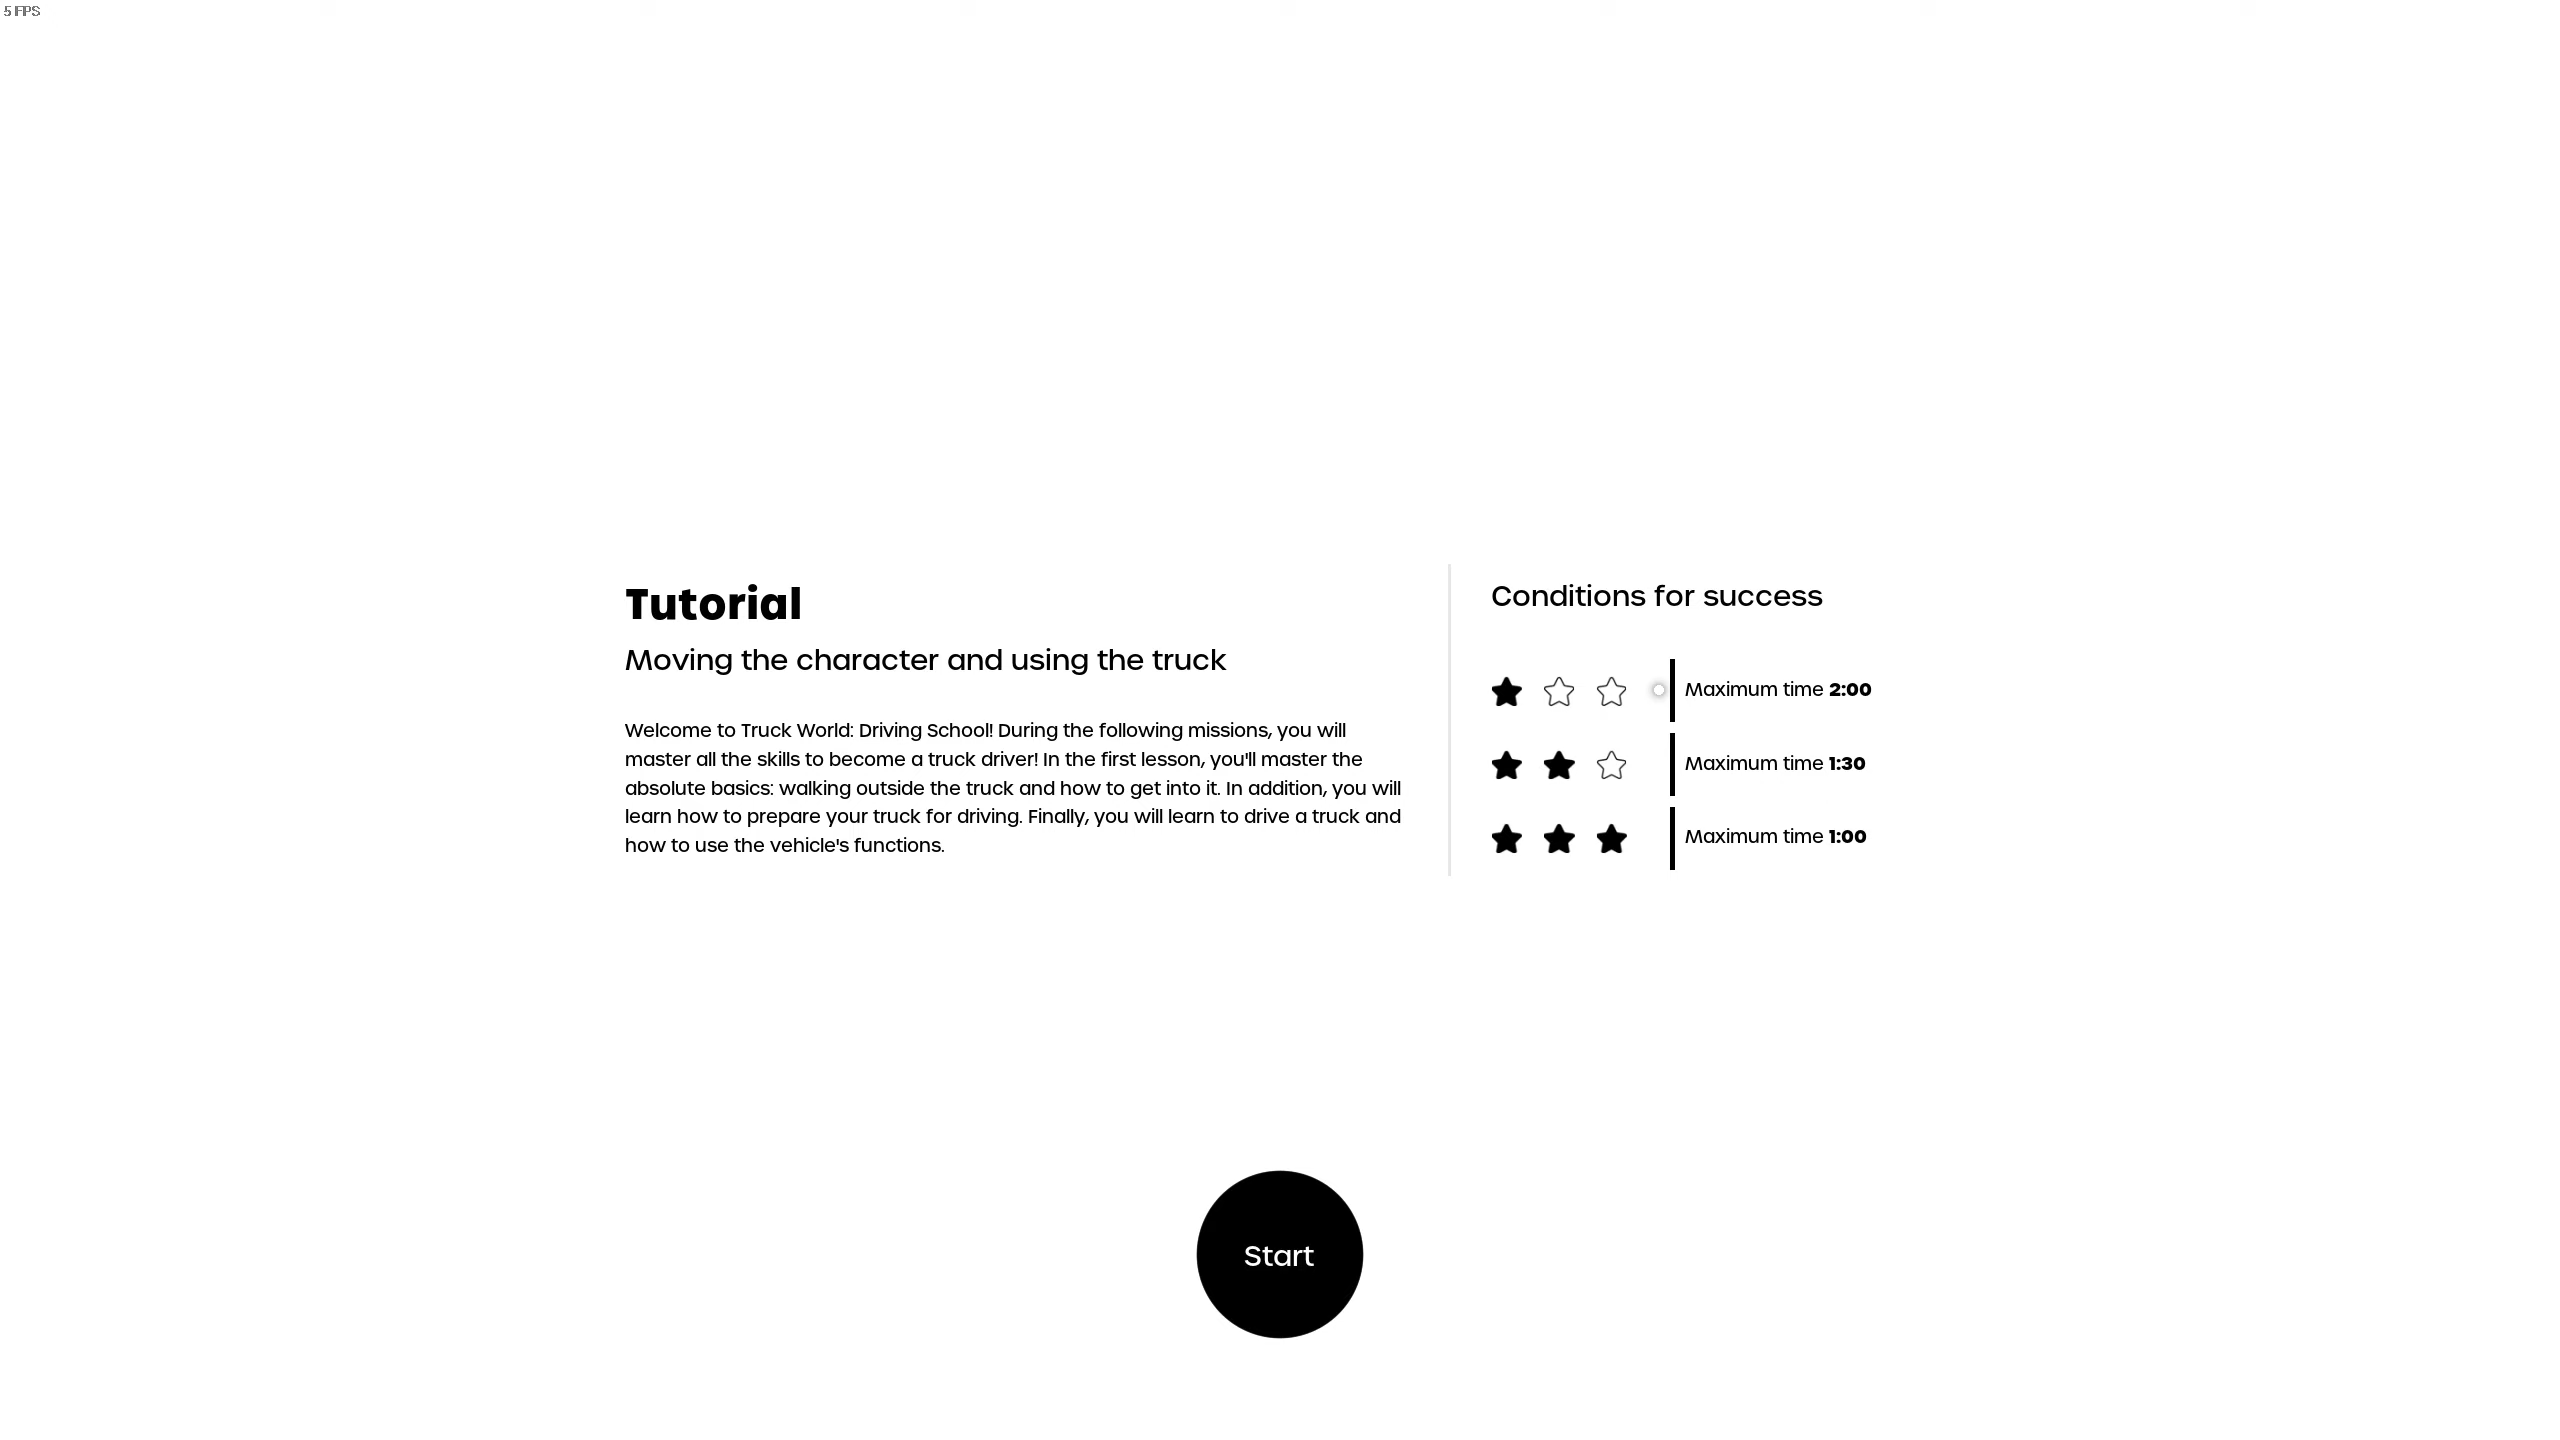 5 FPS
Tutorial
Moving the character and using the truck
Welcome to Truck World: Driving School! During the following missions, you will
master all the skills to become a truck driver! In the first lesson, you'll master the
absolute basics: walking outside the truck and how to get into it. In addition, you will
learn how to prepare your truck for driving. Finally, you will learn to drive a truck and
how to use the vehicle's functions.
Conditions for success
Maximum time 2:00
Maximum time 1:30
Maximum time 1:00
Start